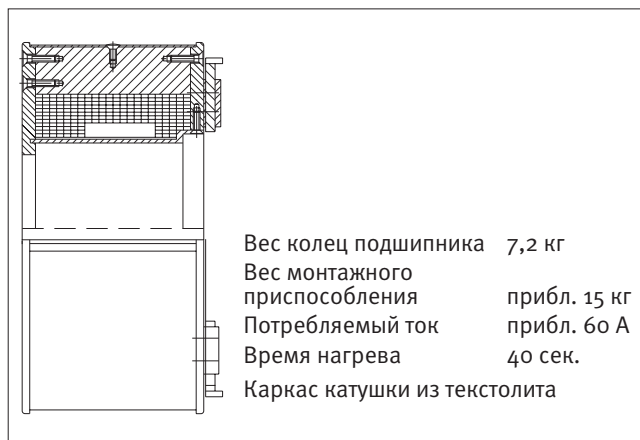 Вес колец подшипника 7,2 кг
Вес монтажного
приспособления прибл. 15 кг
Потребляемый ток прибл. 60 А
Время нагрева 40 сек.
Каркас катушки из текстолита